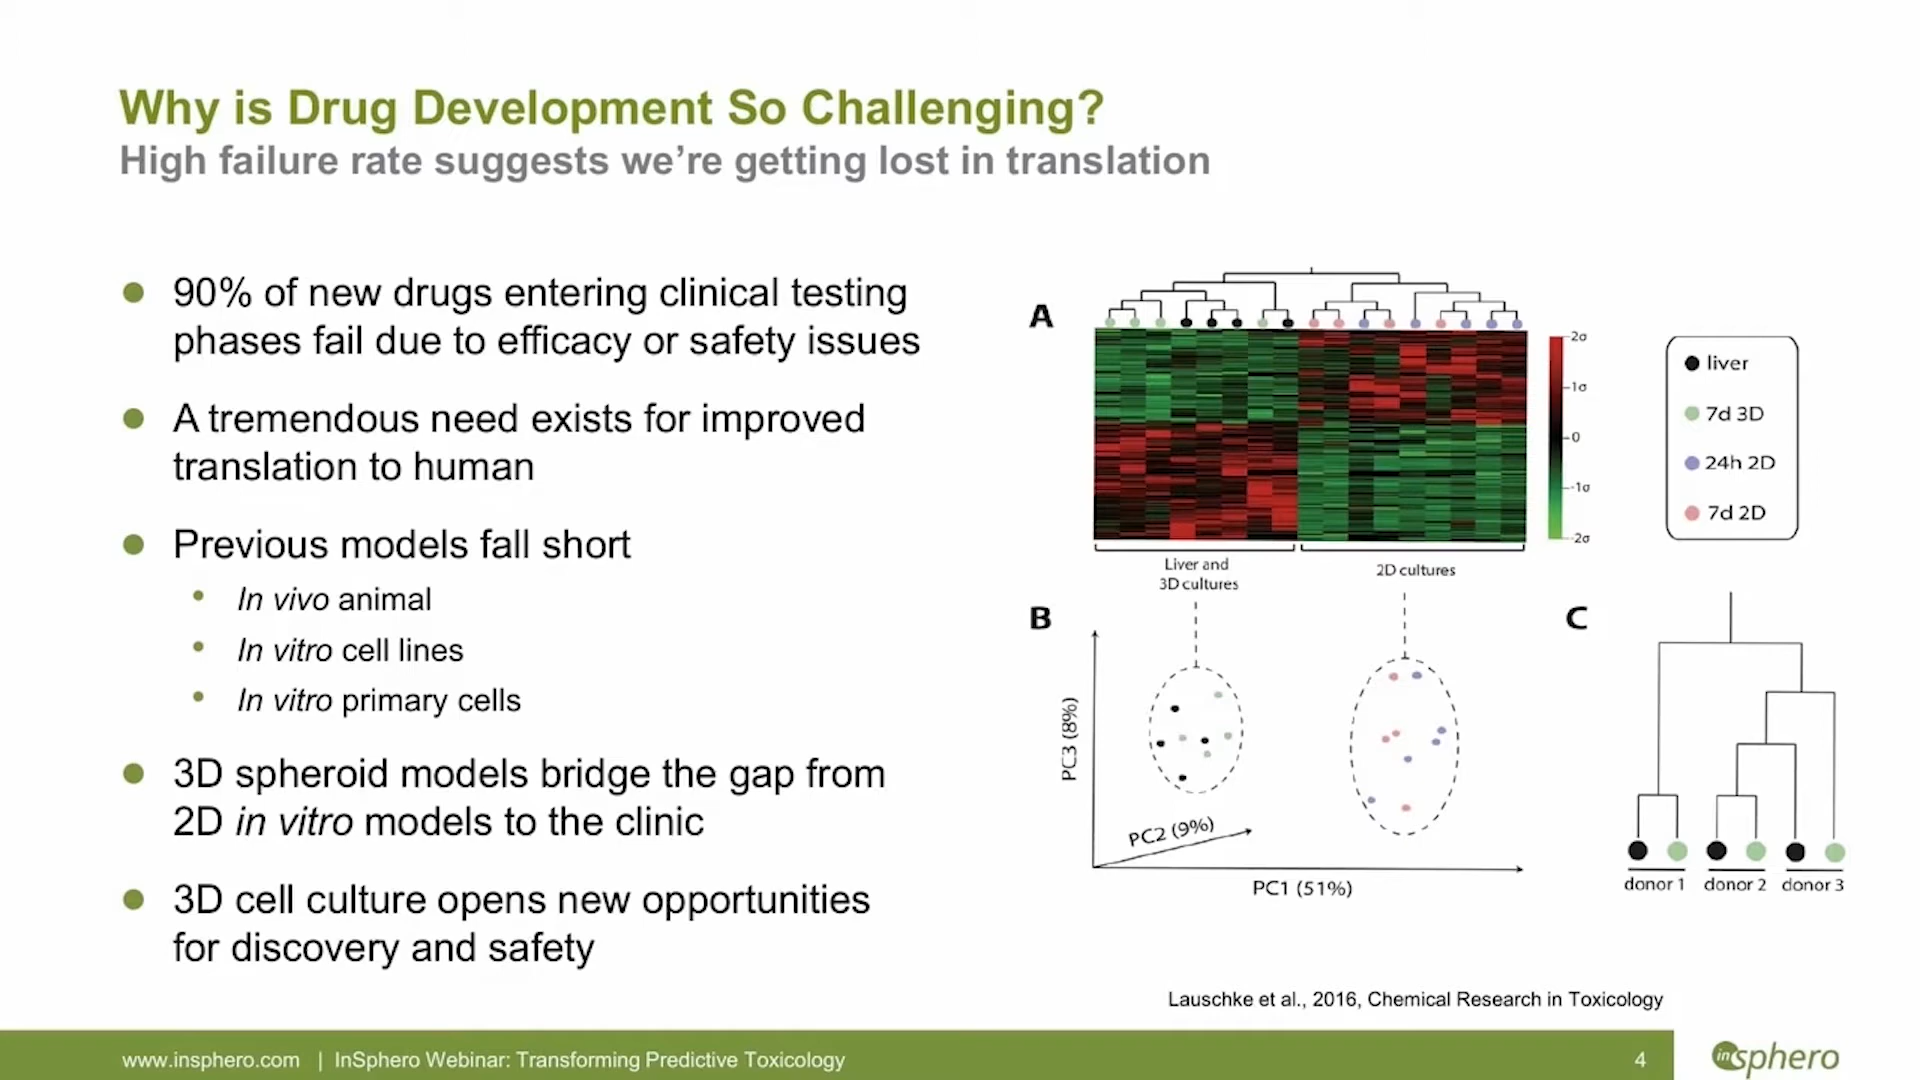 Why is Drug Development So Challenging?
High failure rate suggests we’re getting lost in translation
90% of new drugs entering clinical testing
phases fail due to efficacy or safety issues
A tremendous need exists for improved
translation to human
Previous models fall short
In vivo animal
In vitro cell lines
In vitro primary cells
3D spheroid models bridge the gap from
2D in vitro models to the clinic
3D cell culture opens new opportunities
for discovery and safety
A
2σ
1σ
0
-1σ
-2σ
liver
7d 3D
24h 2D
7d 2D
Liver and
3D cultures
2D cultures
B
PC3 (8%)
PC2 (9%)
PC1 (51%)
C
donor 1
donor 2
donor 3
Lauschke et al., 2016, Chemical Research in Toxicology
www.insphero.com | InSphero Webinar: Transforming Predictive Toxicology
4
insphero